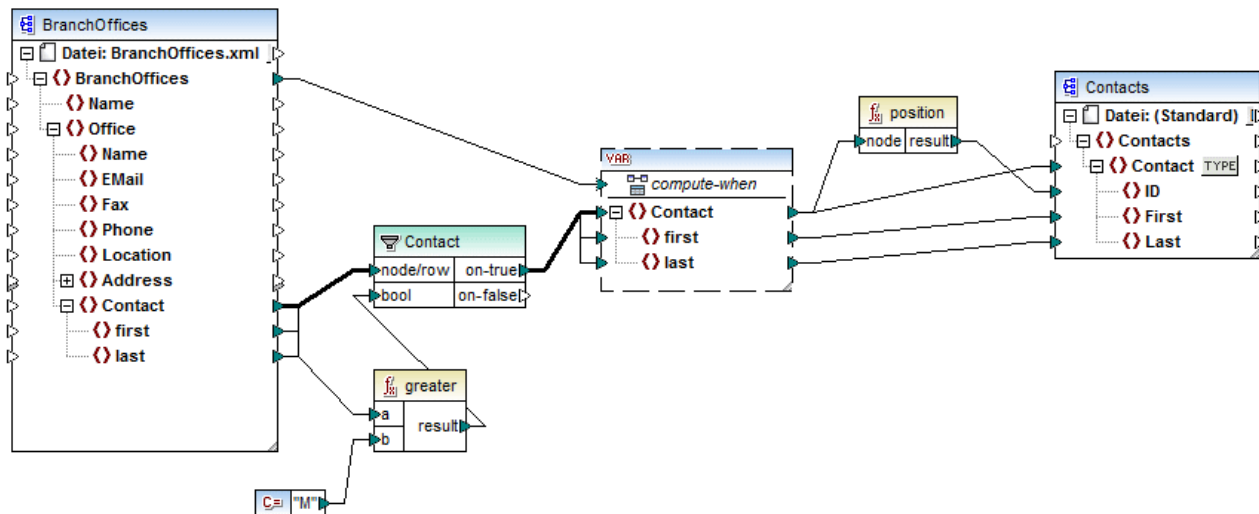 BranchOffices
Datei: BranchOffices.xml
BranchOffices
Name
Office
Name
EMail
Fax
Phone
Location
Address
Contact
first
last
Contact
node/row on-true
bool on-false
greater
a
result
b
C= "M"
VAR
compute-when
Contact
first
last
position
node result
Contacts
Datei: (Standard)
Contacts
Contact TYPE
ID
First
Last